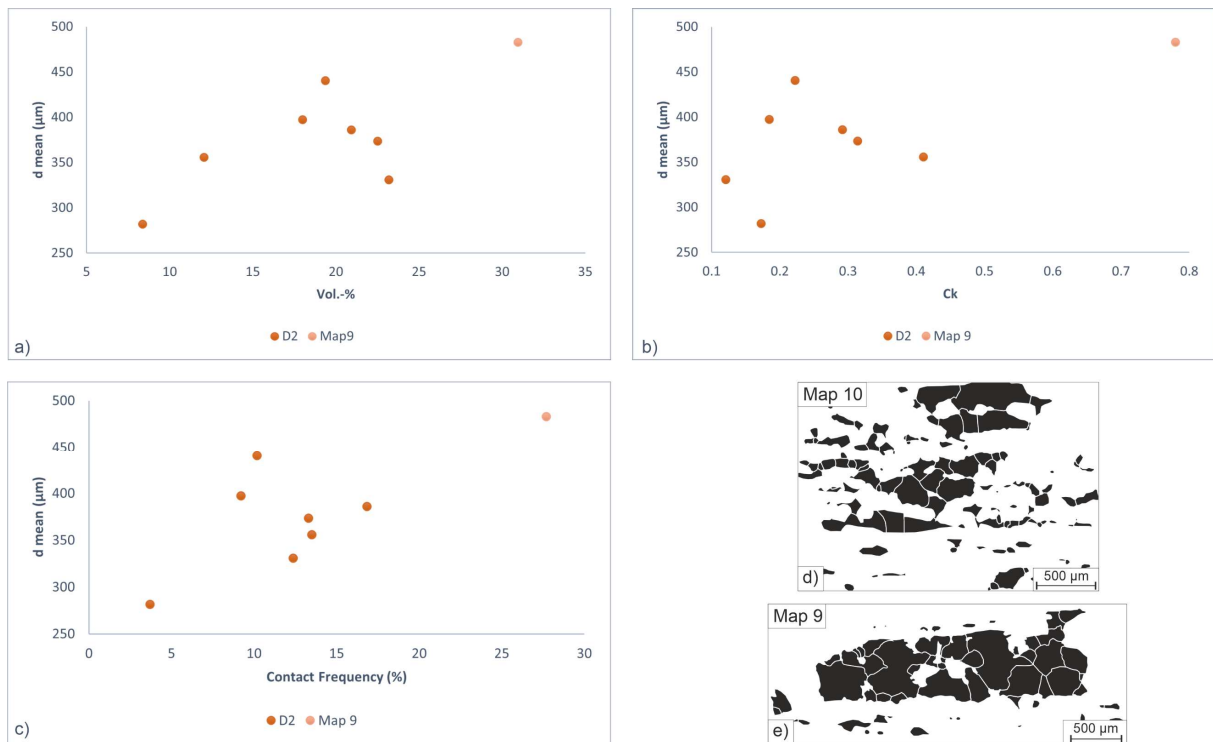 500
450
400
350
300
250
d mean (µm)
5 10 15 20 25 30 35
Vol.-%
D2 Map9
a)
500
450
400
350
300
250
d mean (µm)
0.1 0.2 0.3 0.4 0.5 0.6 0.7 0.8
Ck
D2 Map 9
b)
500
450
400
350
300
250
d mean (µm)
0 5 10 15 20 25 30
Contact Frequency (%)
D2 Map 9
c)
Map 10
d)
500 µm
Map 9
e)
500 µm